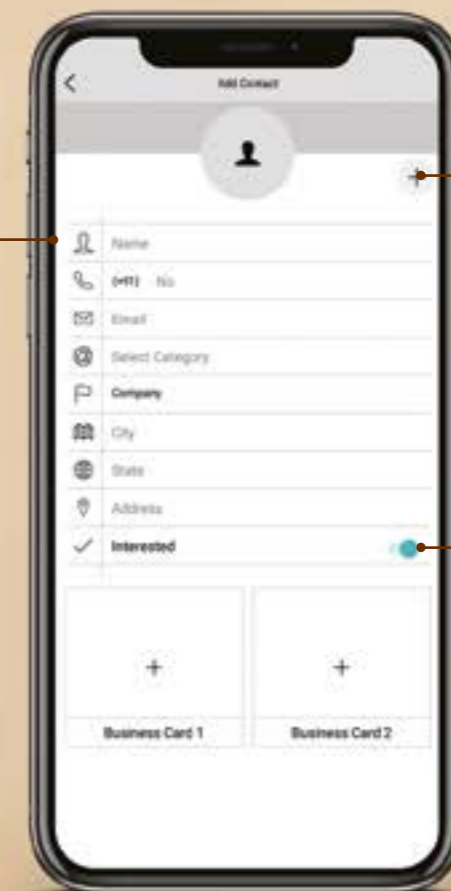 Add Contact
Name
(+91) No
Email
Select Category
Company
City
State
Address
Interested
Business Card 1
Business Card 2